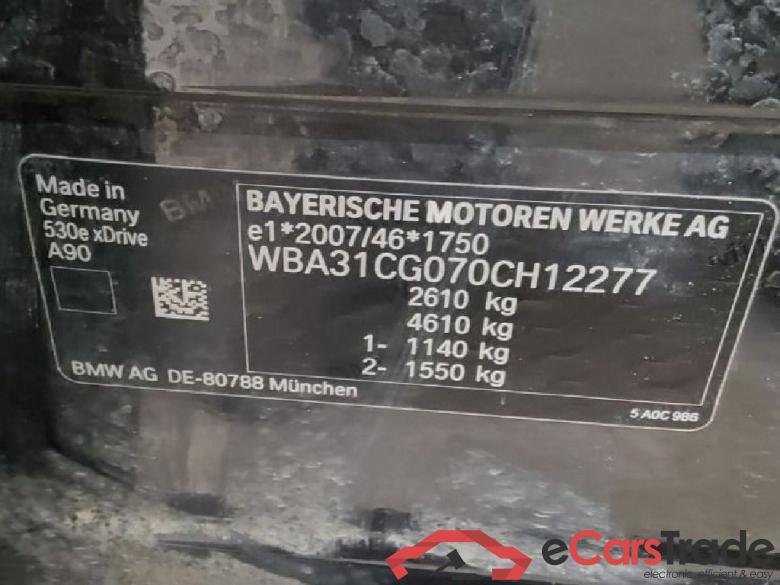 Made in
Germany
530e xDrive
A90
BM
BAYERISCHE MOTOREN WERKE AG
e1*2007/46*1750
WBA31CG070CH12277
2610 kg
4610 kg
1- 1140 kg
2- 1550 kg
BMW AG DE-80788 München
5 A0C 986
eCarsTrade
electronic, efficient & easy